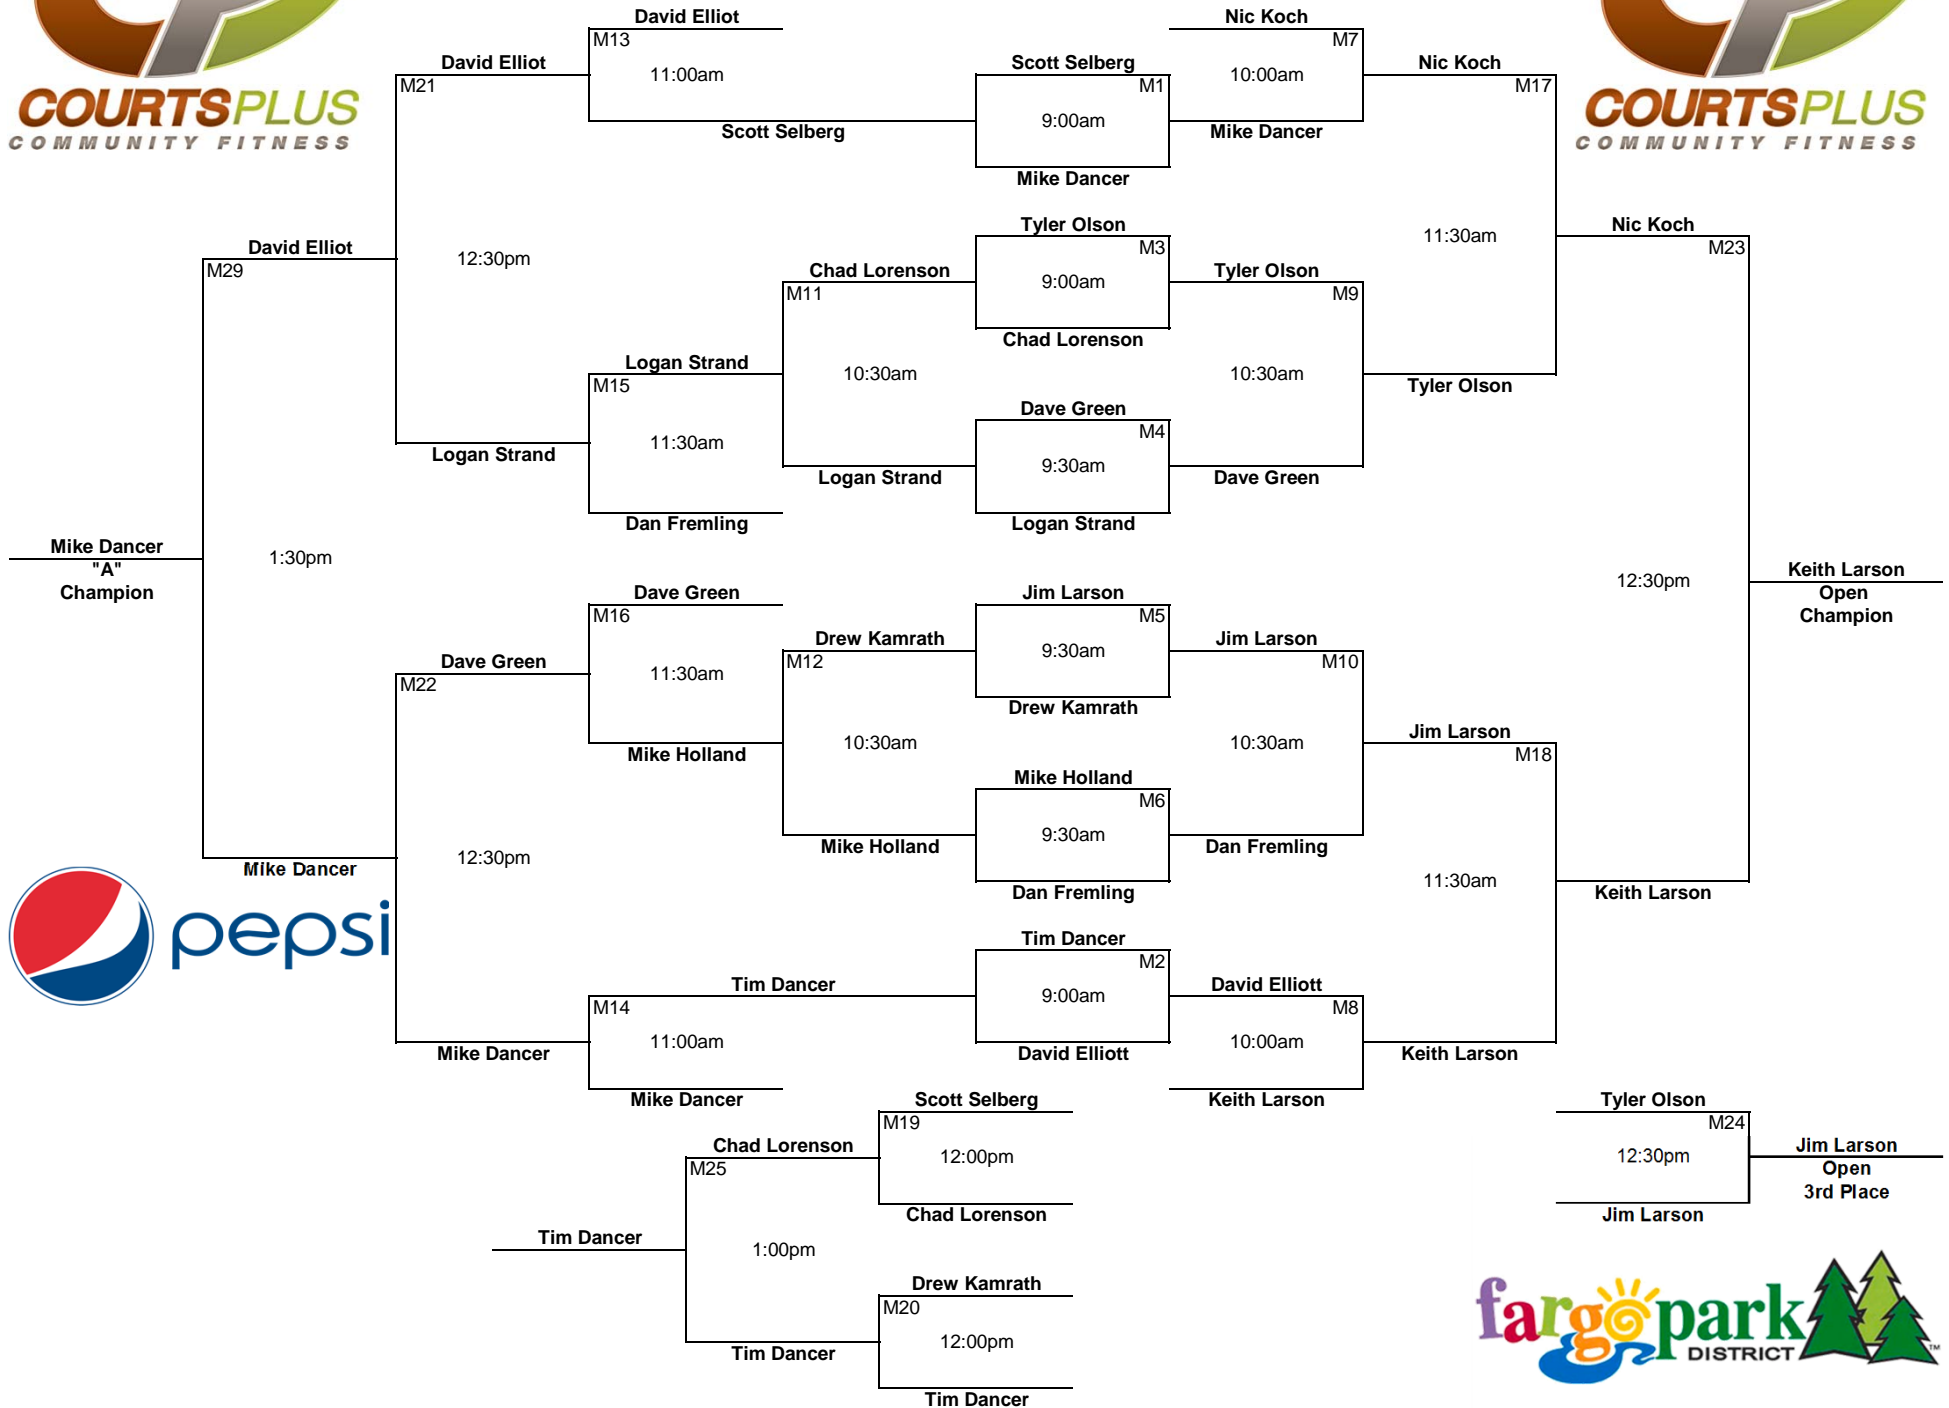 David Elliot
Nic Koch
M13
M7
David Elliot
11:00am
Scott Selberg
10:00am
Nic Koch
M21
M1
M17
COURTSPLUS
COMMUNITY FITNESS
9:00am
Scott Selberg
Mike Dancer
COURTSPLUS
COMMUNITY FITNESS
Mike Dancer
Tyler Olson
Nic Koch
David Elliot
12:30pm
M3
11:30am
M23
M29
Chad Lorenson
9:00am
Tyler Olson
M11
M9
Chad Lorenson
Logan Strand
10:30am
10:30am
M15
Tyler Olson
Dave Green
M4
11:30am
Logan Strand
9:30am
Logan Strand
Dave Green
Dan Fremling
Logan Strand
Mike Dancer
"A"
Champion
1:30pm
12:30pm
Keith Larson
Open
Champion
Dave Green
Jim Larson
M16
M5
Drew Kamrath
9:30am
Jim Larson
Dave Green
M12
M10
M22
11:30am
Drew Kamrath
Jim Larson
Mike Holland
10:30am
10:30am
M18
Mike Holland
M6
12:30pm
9:30am
Mike Holland
Dan Fremling
Mike Dancer
11:30am
Dan Fremling
Keith Larson
pepsi
Tim Dancer
M2
Tim Dancer
9:00am
David Elliott
M14
M8
11:00am
10:00am
Mike Dancer
David Elliott
Keith Larson
Mike Dancer
Scott Selberg
Keith Larson
Tyler Olson
M19
M24
Chad Lorenson
12:00pm
12:30pm
Jim Larson
Open
3rd Place
M25
Chad Lorenson
Jim Larson
Tim Dancer
1:00pm
Drew Kamrath
M20
12:00pm
Tim Dancer
Tim Dancer
fargo park
DISTRICT
TM